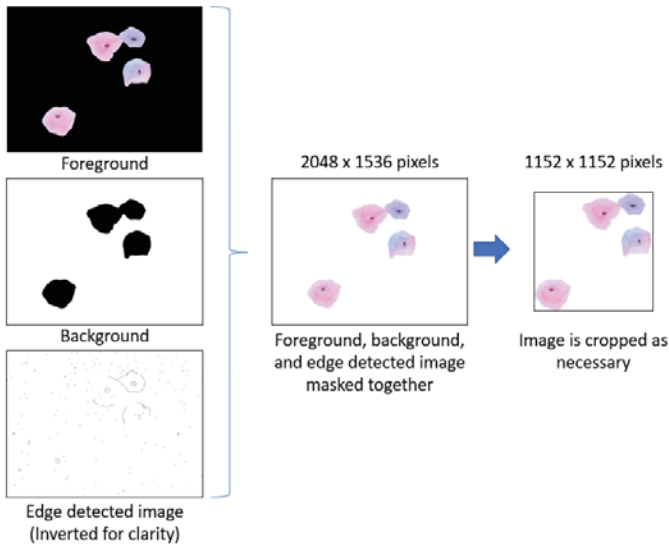 Foreground
Background
Edge detected image
(Inverted for clarity)
2048 x 1536 pixels
Foreground, background,
and edge detected image
masked together
1152 x 1152 pixels
Image is cropped as
necessary